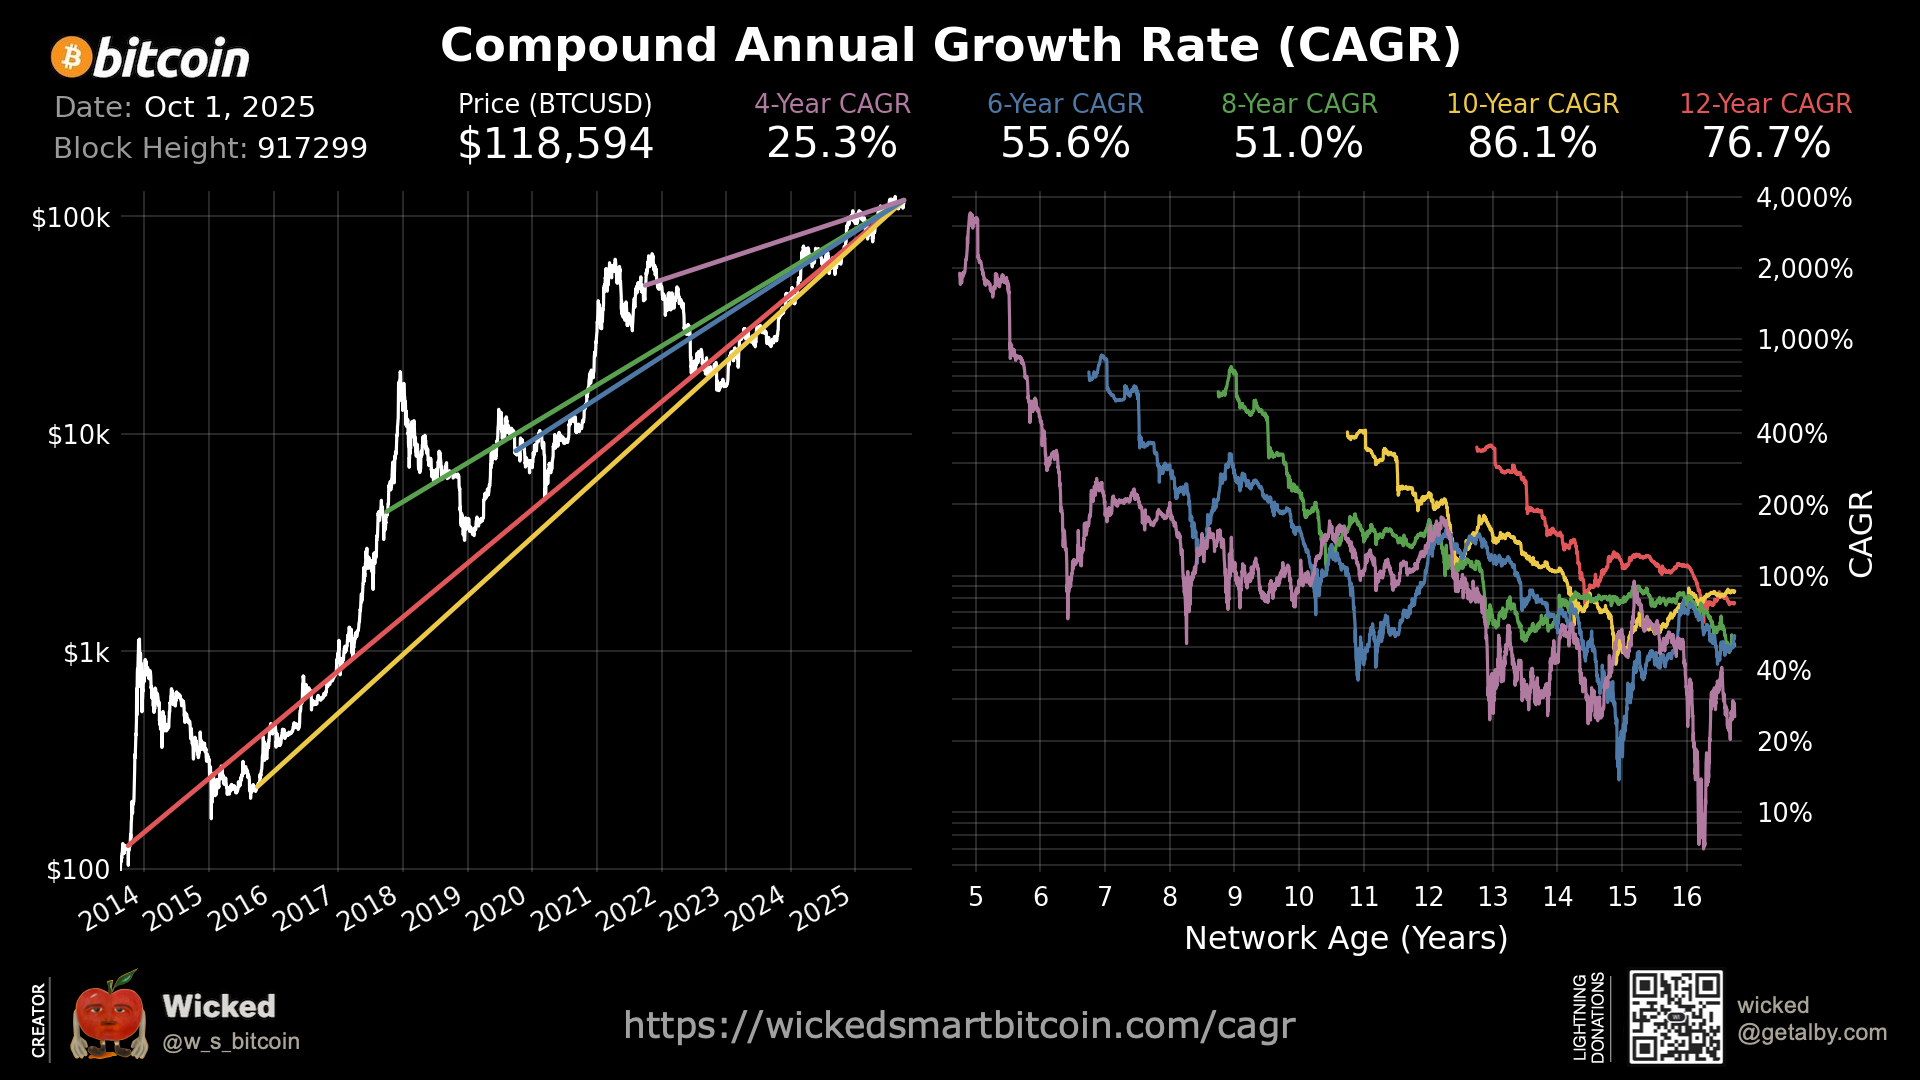 bitcoin
Compound Annual Growth Rate (CAGR)
Date: Oct 1, 2025
Block Height: 917299
Price (BTCUSD)
$118,594
4-Year CAGR
25.3%
6-Year CAGR
55.6%
8-Year CAGR
51.0%
10-Year CAGR
86.1%
12-Year CAGR
76.7%
$100k
$10k
$1k
$100
2014
2015
2016
2017
2018
2019
2020
2021
2022
2023
2024
2025
4,000%
2,000%
1,000%
400%
200%
100%
40%
20%
10%
CAGR
5
6
7
8
9
10
11
12
13
14
15
16
Network Age (Years)
CREATOR
Wicked
@w_s_bitcoin
https://wickedsmartbitcoin.com/cagr
LIGHTNING
DONATIONS
wicked
@getalby.com